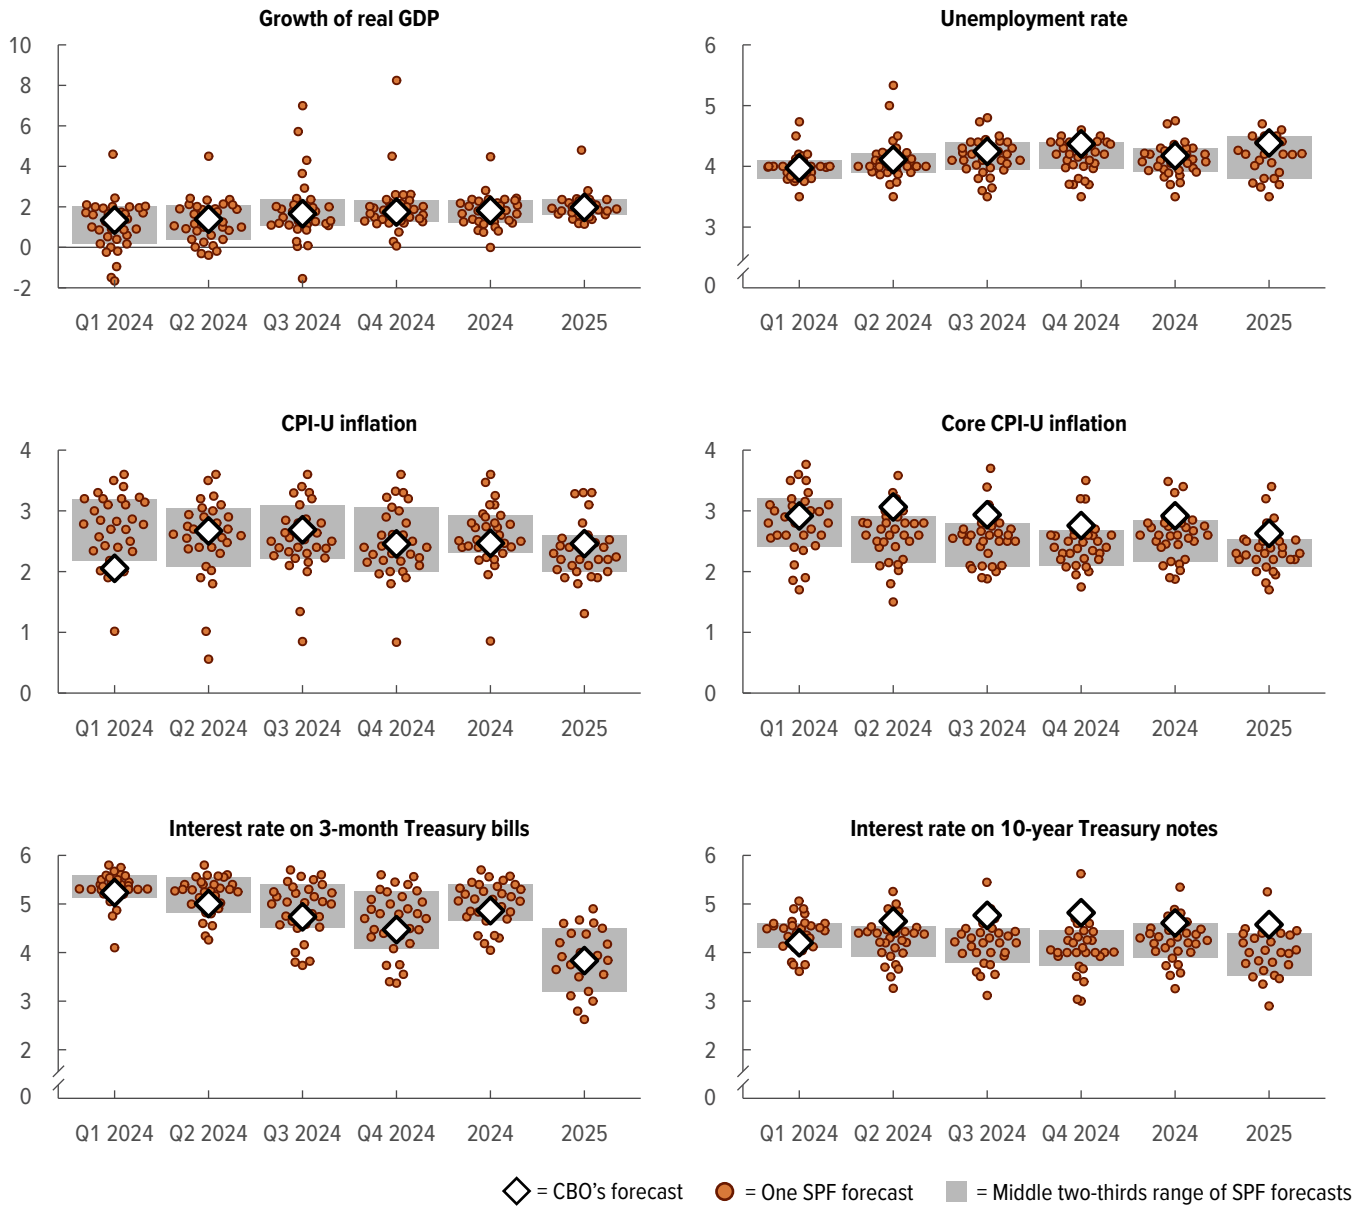 Growth of real GDP
10
8
6
4
2
0
-2
Q1 2024 Q2 2024 Q3 2024 Q4 2024 2024 2025
Unemployment rate
6
5
4
3
0
Q1 2024 Q2 2024 Q3 2024 Q4 2024 2024 2025
CPI-U inflation
4
3
2
1
0
Q1 2024 Q2 2024 Q3 2024 Q4 2024 2024 2025
Core CPI-U inflation
4
3
2
1
0
Q1 2024 Q2 2024 Q3 2024 Q4 2024 2024 2025
Interest rate on 3-month Treasury bills
6
5
4
3
2
0
Q1 2024 Q2 2024 Q3 2024 Q4 2024 2024 2025
Interest rate on 10-year Treasury notes
6
5
4
3
2
0
Q1 2024 Q2 2024 Q3 2024 Q4 2024 2024 2025
= CBO's forecast = One SPF forecast = Middle two-thirds range of SPF forecasts